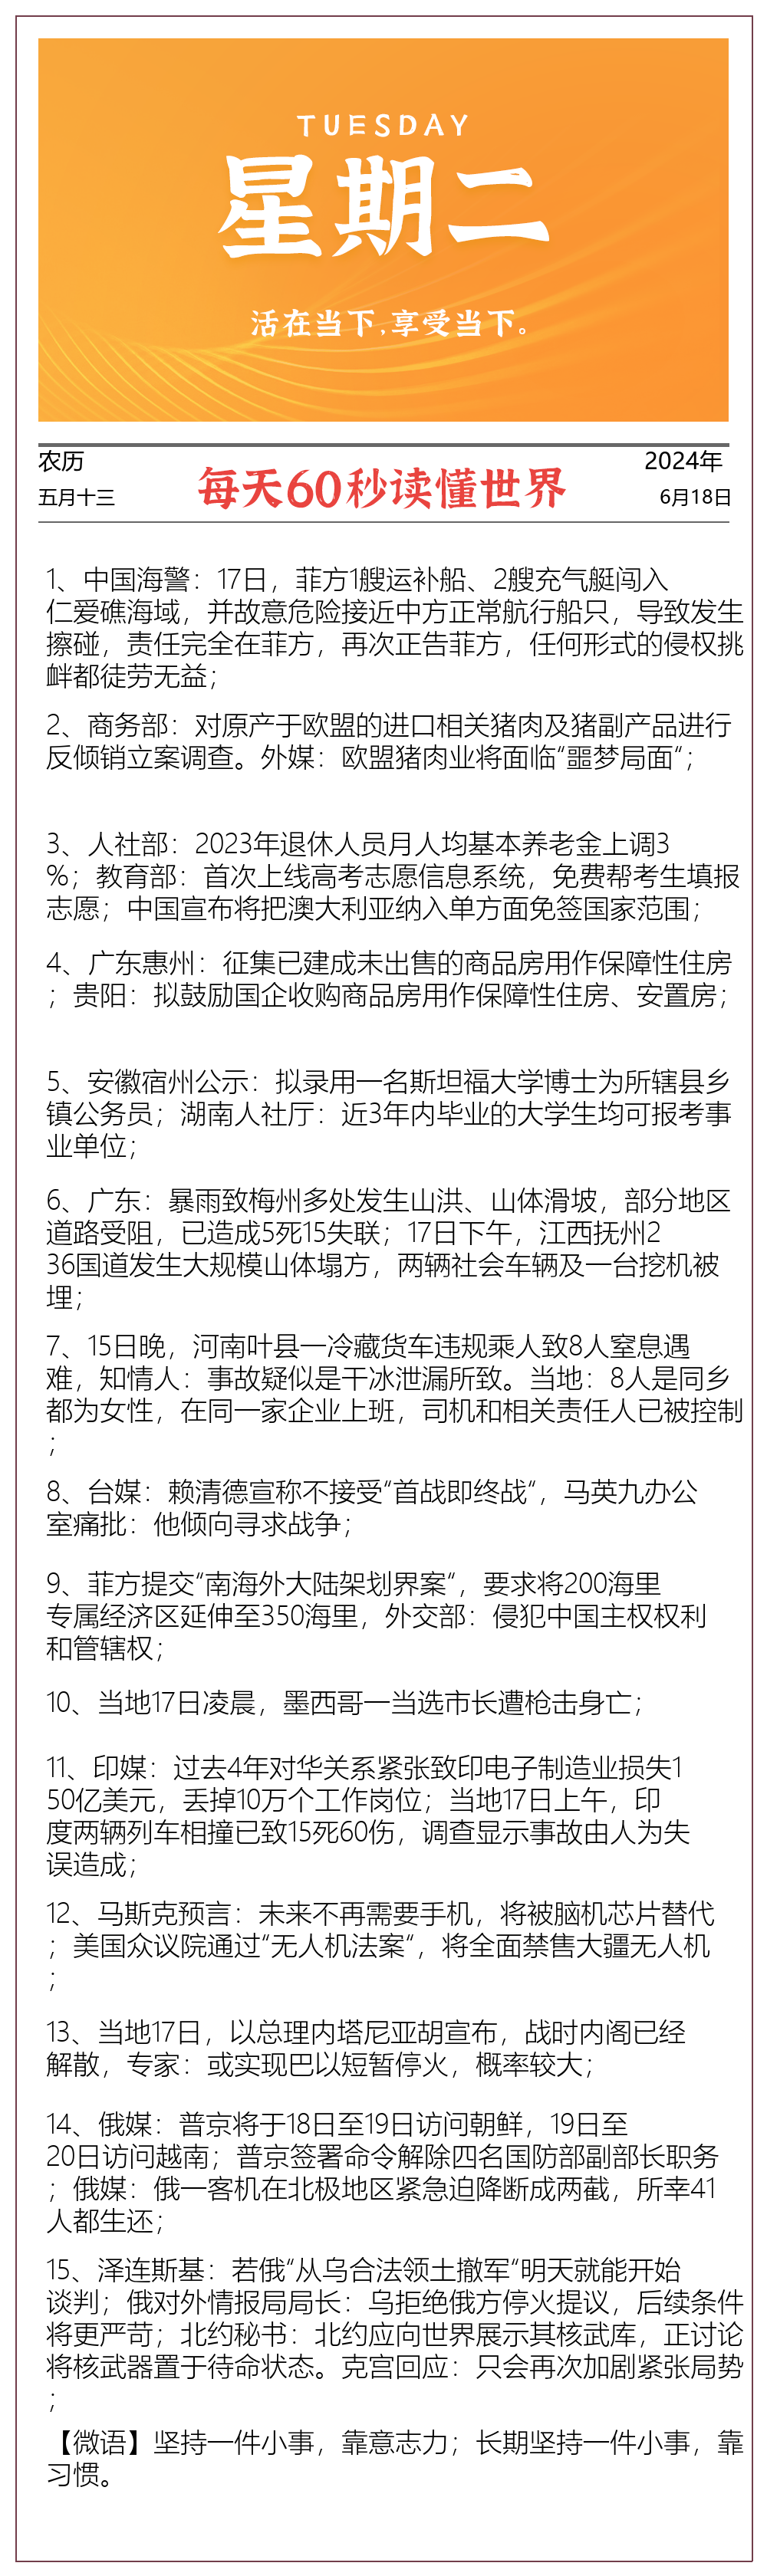 TUESDAY
星期二
活在当下,享受当下。
农历
2024年
每天60秒读懂世界
五月十三
6月18日
1、中国海警：17日，菲方1艘运补船、2艘充气艇闯入
仁爱礁海域，并故意危险接近中方正常航行船只，导致发生
擦碰，责任完全在菲方，再次正告菲方，任何形式的侵权挑
衅都徒劳无益；
2、商务部：对原产于欧盟的进口相关猪肉及猪副产品进行
反倾销立案调查。外媒：欧盟猪肉业将面临“噩梦局面“；
3、人社部：2023年退休人员月人均基本养老金上调3
%；教育部：首次上线高考志愿信息系统，免费帮考生填报
志愿；中国宣布将把澳大利亚纳入单方面免签国家范围；
4、广东惠州：征集已建成未出售的商品房用作保障性住房
；贵阳：拟鼓励国企收购商品房用作保障性住房、安置房；
5、安徽宿州公示：拟录用一名斯坦福大学博士为所辖县乡
镇公务员；湖南人社厅：近3年内毕业的大学生均可报考事
业单位；
6、广东：暴雨致梅州多处发生山洪、山体滑坡，部分地区
道路受阻，已造成5死15失联；17日下午，江西抚州2
36国道发生大规模山体塌方，两辆社会车辆及一台挖机被
埋；
7、15日晚，河南叶县一冷藏货车违规乘人致8人窒息遇
难，知情人：事故疑似是干冰泄漏所致。当地：8人是同乡
都为女性，在同一家企业上班，司机和相关责任人已被控制
；
8、台媒：赖清德宣称不接受“首战即终战“，马英九办公
室痛批：他倾向寻求战争；
9、菲方提交“南海外大陆架划界案“，要求将200海里
专属经济区延伸至350海里，外交部：侵犯中国主权权利
和管辖权；
10、当地17日凌晨，墨西哥一当选市长遭枪击身亡；
11、印媒：过去4年对华关系紧张致印电子制造业损失1
50亿美元，丢掉10万个工作岗位；当地17日上午，印
度两辆列车相撞已致15死60伤，调查显示事故由人为失
误造成；
12、马斯克预言：未来不再需要手机，将被脑机芯片替代
；美国众议院通过“无人机法案“，将全面禁售大疆无人机
；
13、当地17日，以总理内塔尼亚胡宣布，战时内阁已经
解散，专家：或实现巴以短暂停火，概率较大；
14、俄媒：普京将于18日至19日访问朝鲜，19日至
20日访问越南；普京签署命令解除四名国防部副部长职务
；俄媒：俄一客机在北极地区紧急迫降断成两截，所幸41
人都生还；
15、泽连斯基：若俄“从乌合法领土撤军“明天就能开始
谈判；俄对外情报局局长：乌拒绝俄方停火提议，后续条件
将更严苛；北约秘书：北约应向世界展示其核武库，正讨论
将核武器置于待命状态。克宫回应：只会再次加剧紧张局势
；
【微语】坚持一件小事，靠意志力；长期坚持一件小事，靠
习惯。